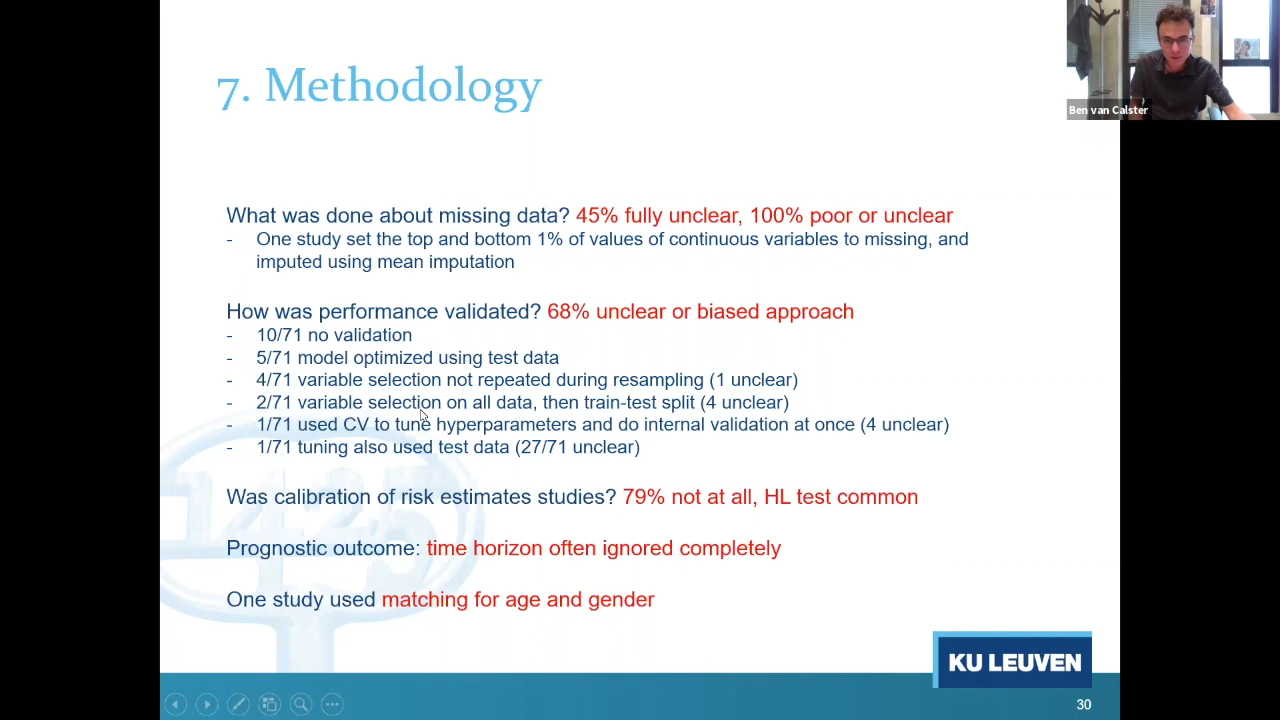 7. Methodology
Ben van Calster
What was done about missing data? 45% fully unclear, 100% poor or unclear
- One study set the top and bottom 1% of values of continuous variables to missing, and
imputed using mean imputation
How was performance validated? 68% unclear or biased approach
- 10/71 no validation
- 5/71 model optimized using test data
- 4/71 variable selection not repeated during resampling (1 unclear)
- 2/71 variable selection on all data, then train-test split (4 unclear)
- 1/71 used CV to tune hyperparameters and do internal validation at once (4 unclear)
- 1/71 tuning also used test data (27/71 unclear)
Was calibration of risk estimates studies? 79% not at all, HL test common
Prognostic outcome: time horizon often ignored completely
One study used matching for age and gender
1425
KU LEUVEN
30